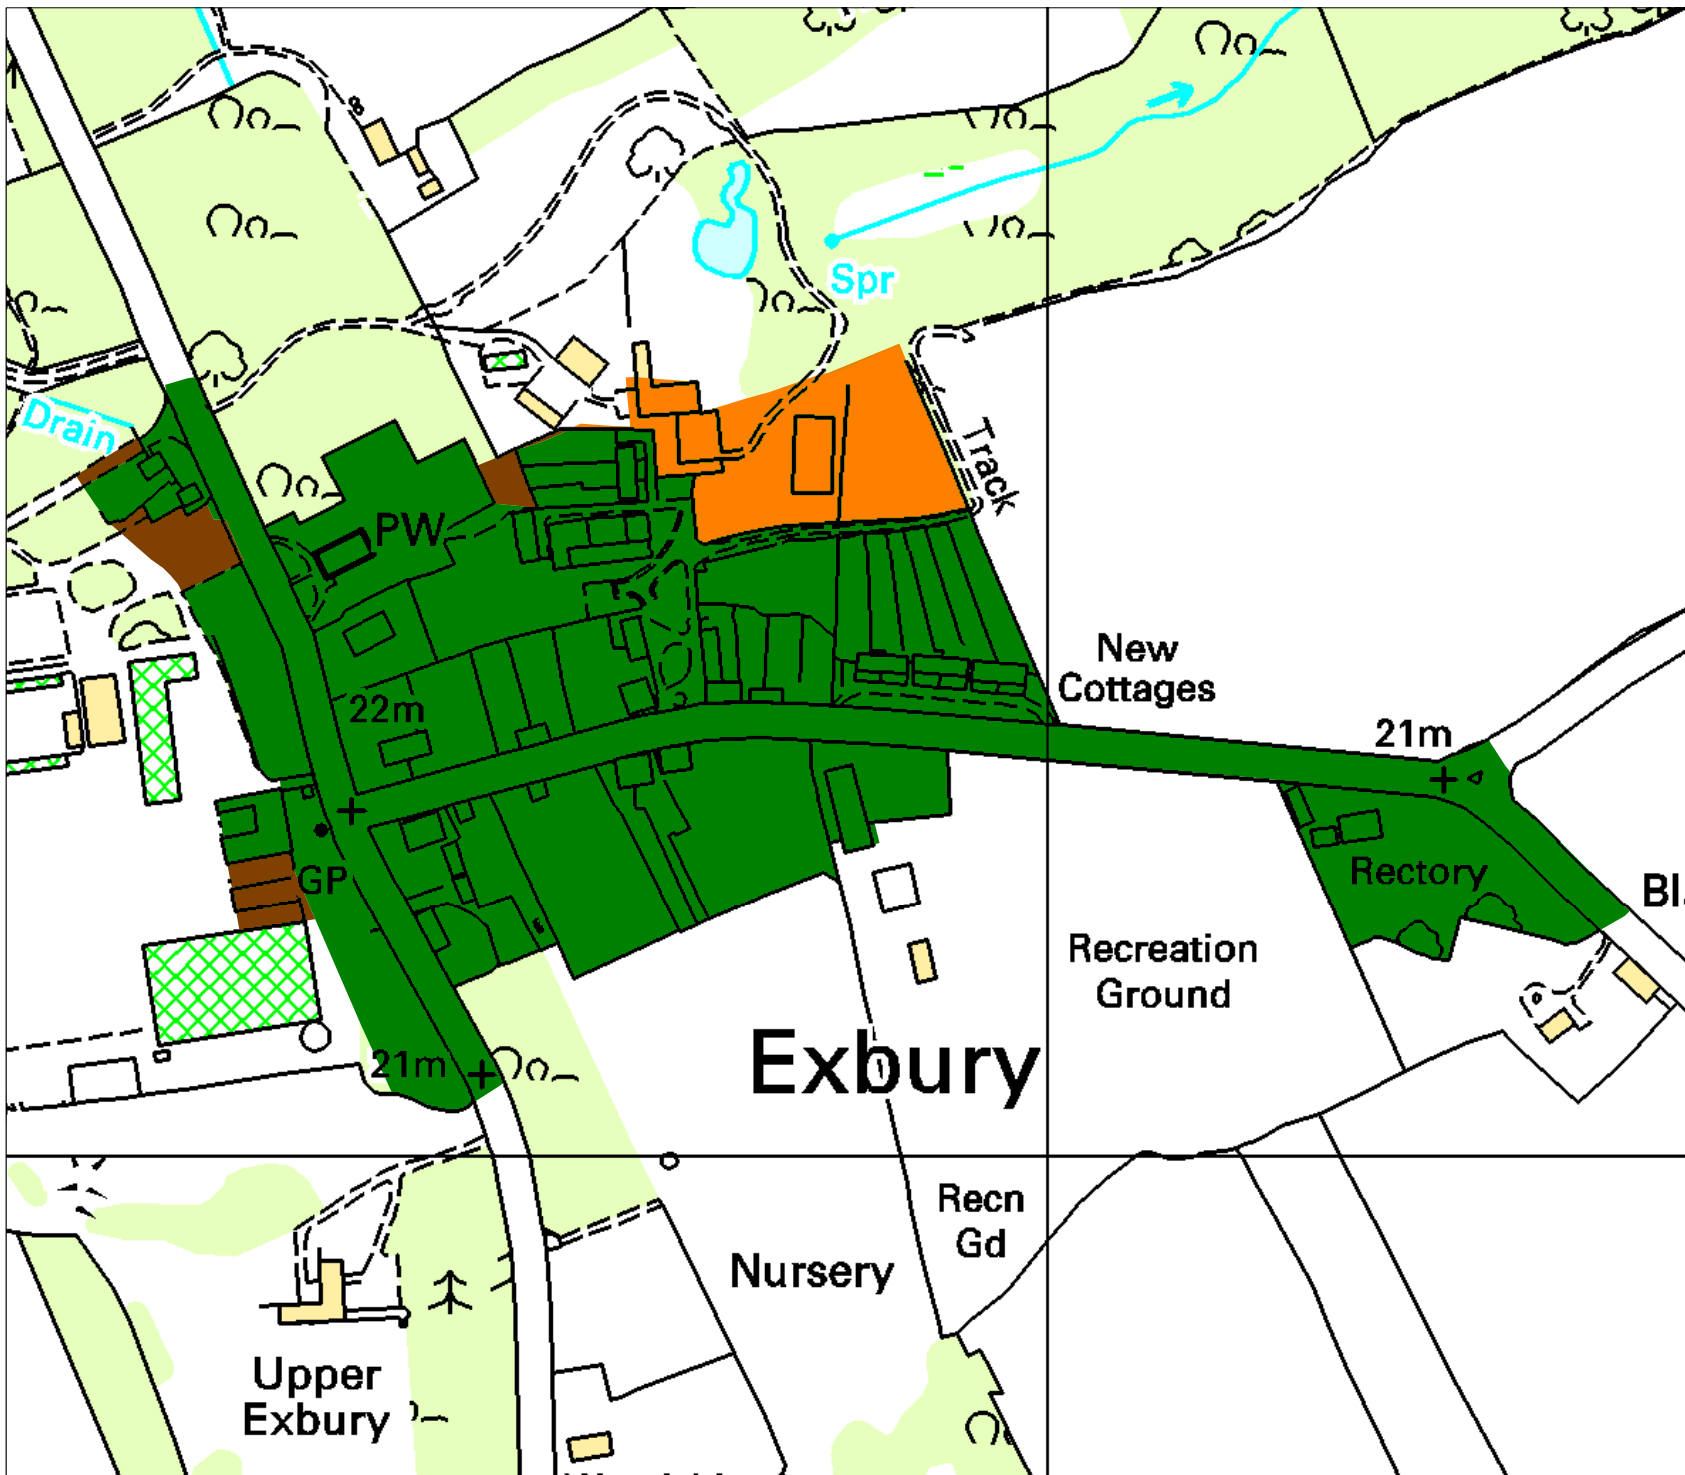 Spr
Drain
Track
PW
New
Cottages
22m
21m
GP
Rectory
Bl.
Recreation
Ground
Exbury
21m
Recn
Gd
Nursery
Upper
Exbury